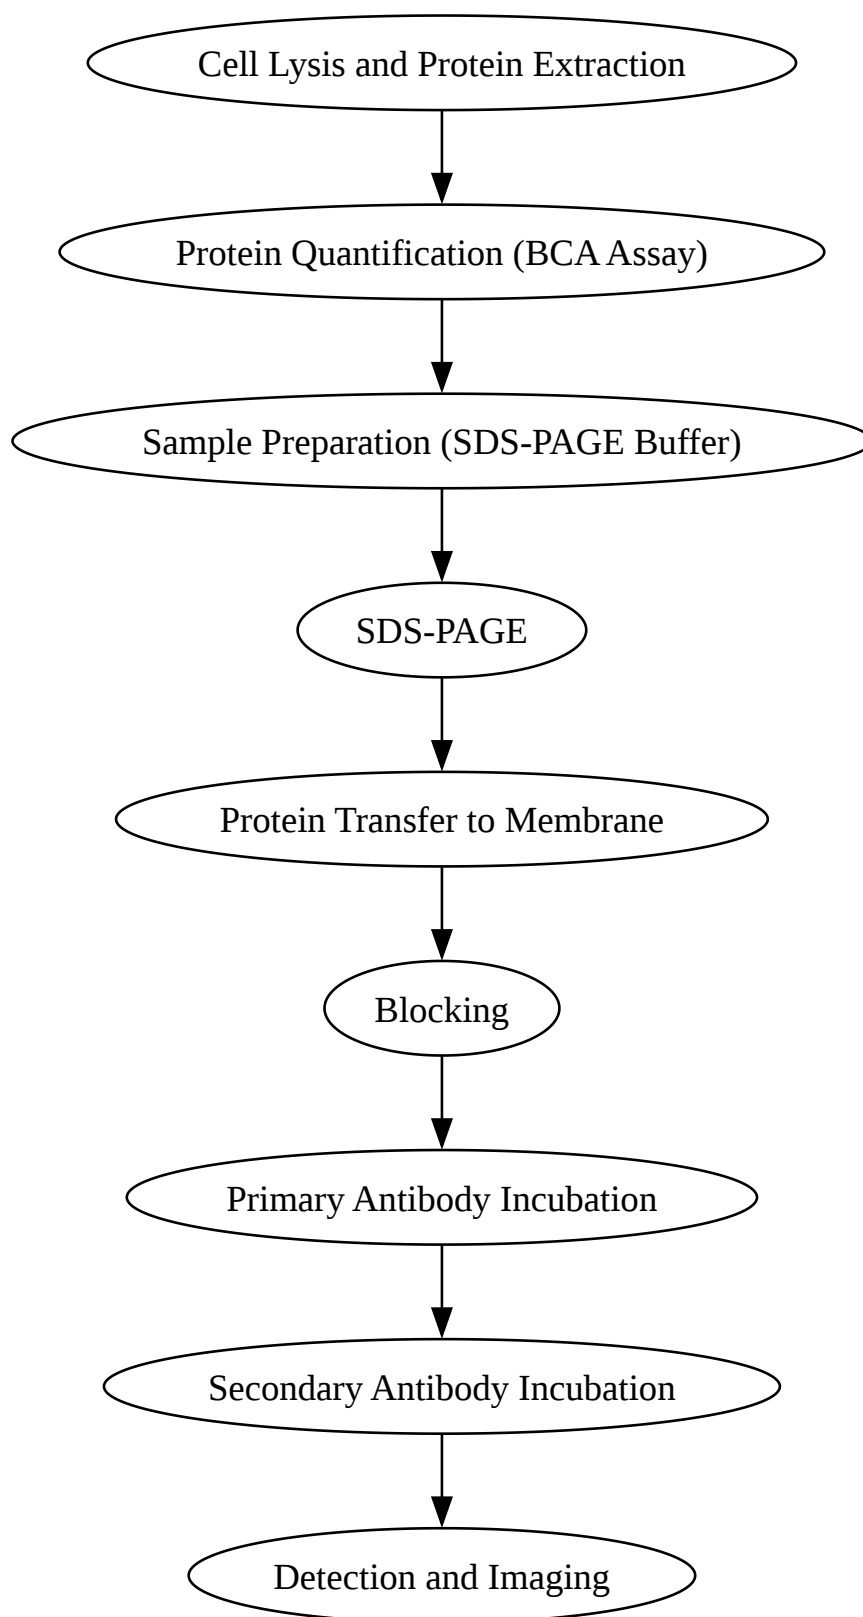 Cell Lysis and Protein Extraction
Protein Quantification (BCA Assay)
Sample Preparation (SDS-PAGE Buffer)
SDS-PAGE
Protein Transfer to Membrane
Blocking
Primary Antibody Incubation
Secondary Antibody Incubation
Detection and Imaging